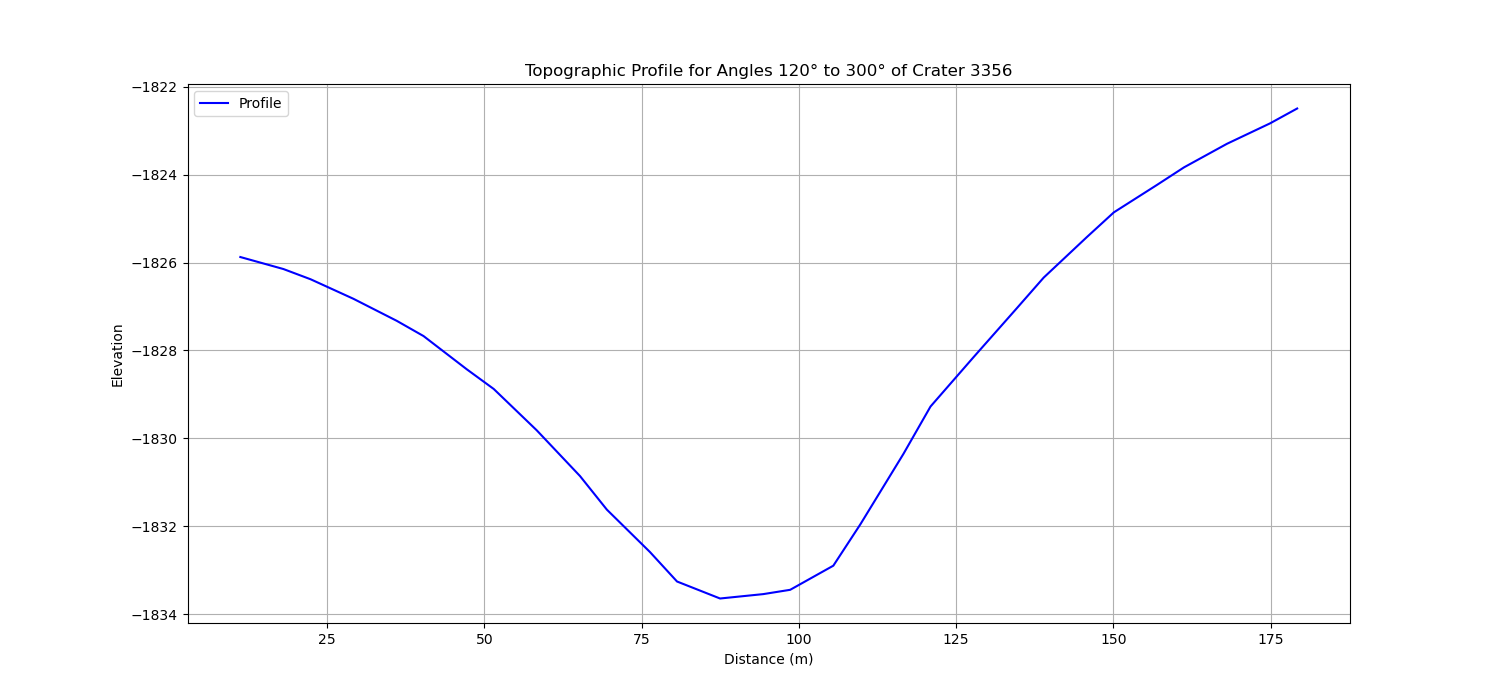 Topographic Profile for Angles 120° to 300° of Crater 3356
Profile
−1822
−1824
−1826
−1828
−1830
−1832
−1834
Elevation
25 50 75 100 125 150 175
Distance (m)